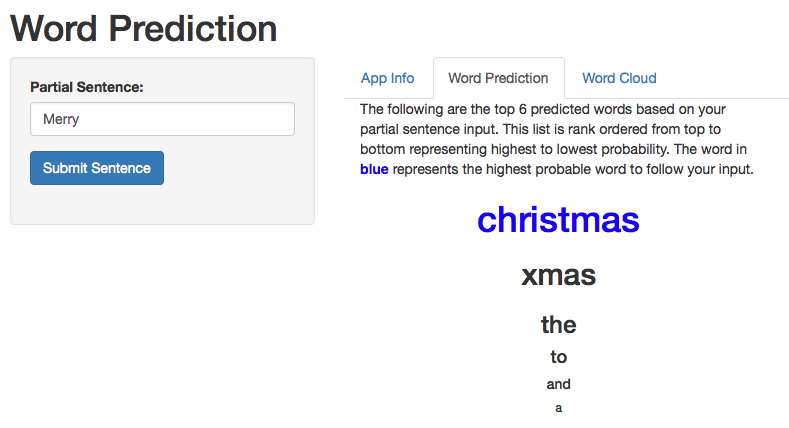 Word Prediction
Partial Sentence:
Merry
Submit Sentence
App Info
Word Prediction
Word Cloud
The following are the top 6 predicted words based on your
partial sentence input. This list is rank ordered from top to
bottom representing highest to lowest probability. The word in
blue represents the highest probable word to follow your input.
christmas
xmas
the
to
and
a